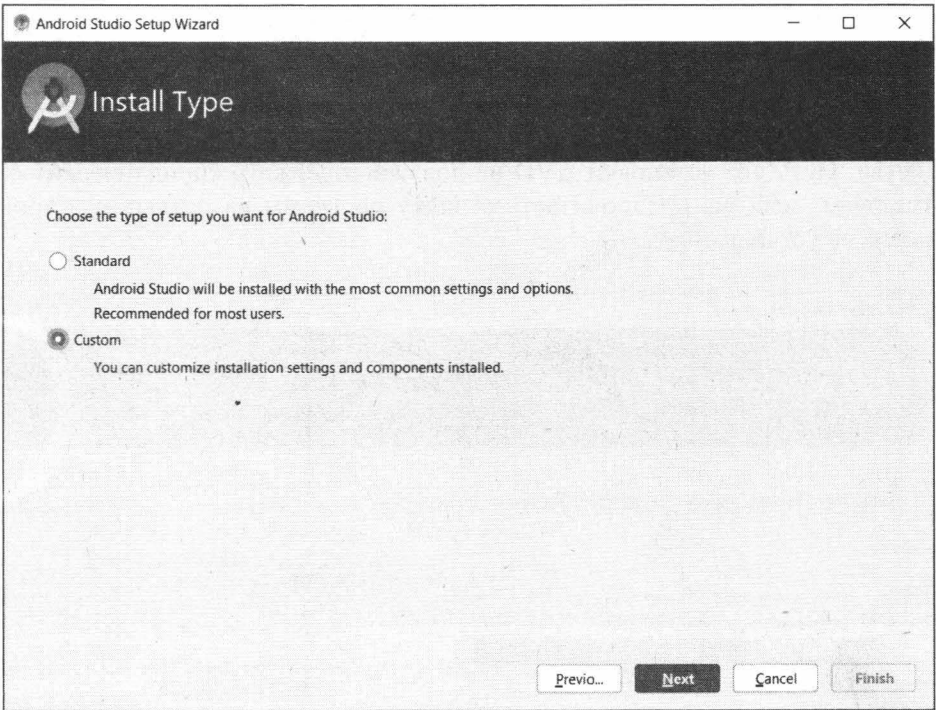 Android Studio Setup Wizard
Install Type
Choose the type of setup you want for Android Studio:
Standard
Android Studio will be installed with the most common settings and options.
Recommended for most users.
Custom
You can customize installation settings and components installed.
Previo...
Next
Cancel
Finish